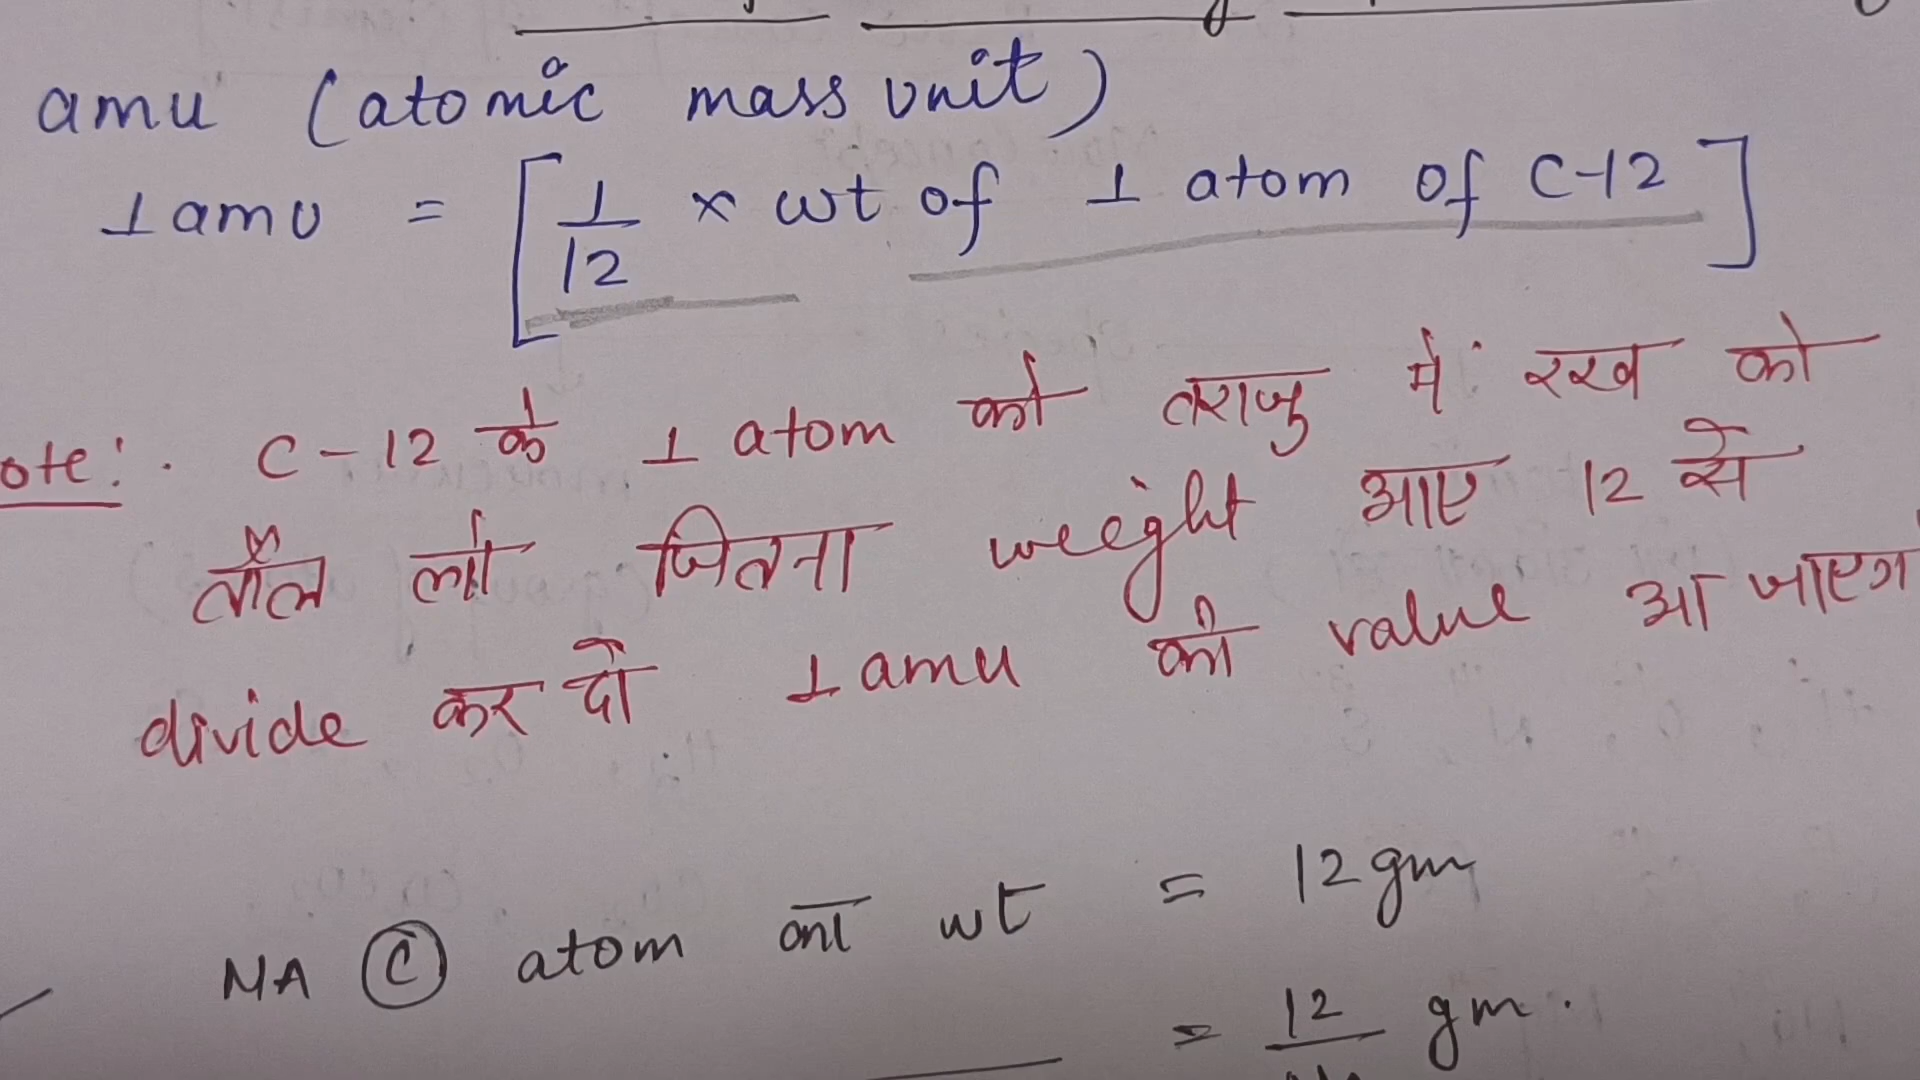 amu (atomic mass unit)
1 amu = [ 1/12 x wt of 1 atom of C-12 ]
ote: C-12 के 1 atom को तराजु में रख को
तौल लो जितना weight आए 12 से
divide कर दो 1 amu की value आ जाएग
NA C atom का wt = 12 gm
= 12 gm.